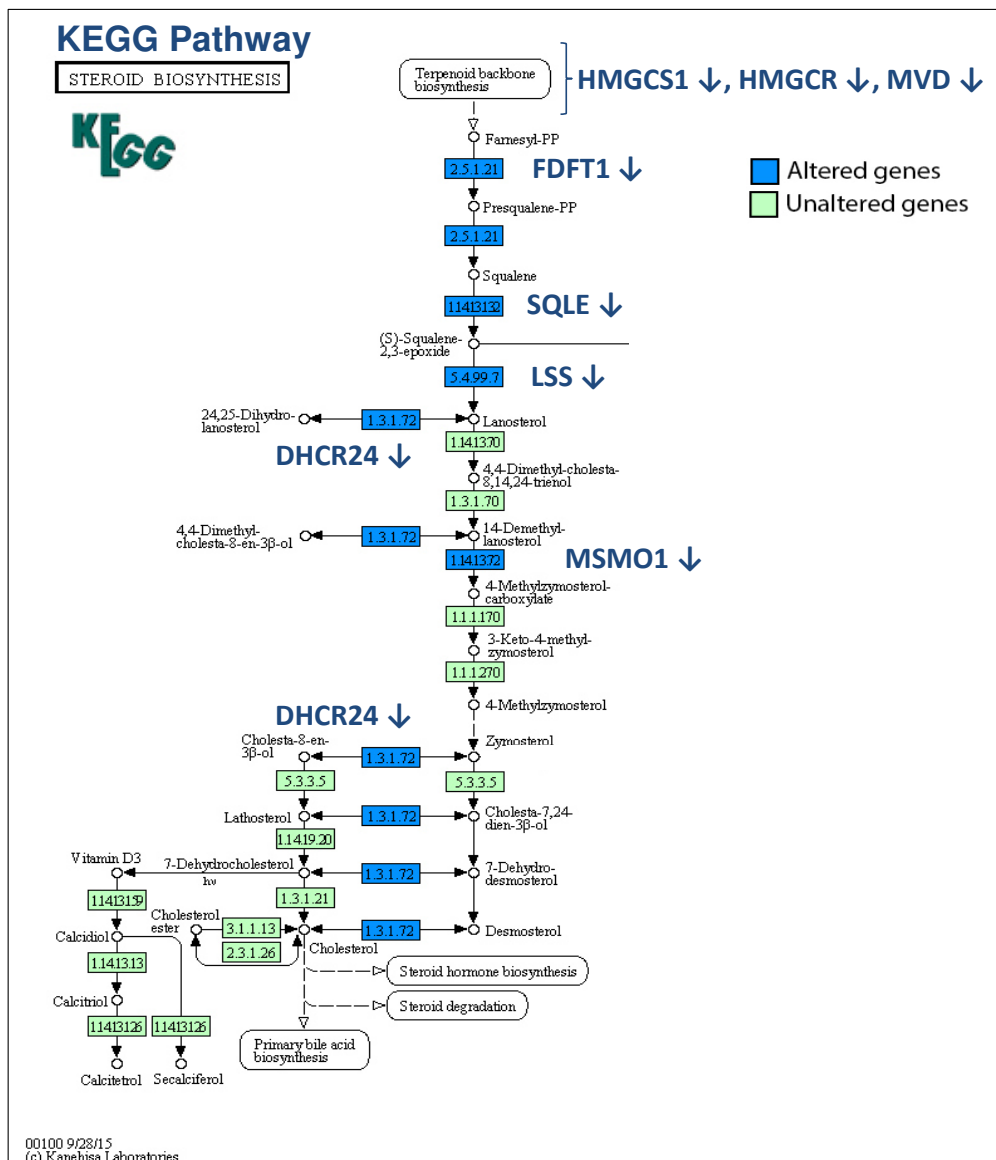 KEGG Pathway
STEROID BIOSYNTHESIS
KEGG
Terpenoid backbone
biosynthesis
HMGCS1 ↓, HMGCR ↓, MVD ↓
Farnesyl-PP
2.5.1.21
FDFT1 ↓
Altered genes
Unaltered genes
Presqualene-PP
2.5.1.21
Squalene
1.14.13.132
SQLE ↓
(S)-Squalene-
2,3-epoxide
5.4.99.7
LSS ↓
24,25-Dihydro-
lanosterol
1.3.1.72
Lanosterol
DHCR24 ↓
1.14.13.70
4,4-Dimethyl-cholesta-
8,14,24-trienol
1.3.1.70
4,4-Dimethyl-
cholesta-8-en-3β-ol
1.3.1.72
14-Demethyl-
lanosterol
1.14.13.72
MSMO1 ↓
4-Methylzymosterol-
carboxylate
1.1.1.170
3-Keto-4-methyl-
zymosterol
1.1.1.270
4-Methylzymosterol
DHCR24 ↓
Cholesta-8-en-
3β-ol
1.3.1.72
Zymosterol
5.3.3.5
5.3.3.5
Lathosterol
1.3.1.72
Cholesta-7,24-
dien-3β-ol
1.14.19.20
Vitamin D3
7-Dehydrocholesterol
hν
1.3.1.72
7-Dehydro-
desmosterol
1.14.13.159
1.3.1.21
Cholesterol
ester
3.1.1.13
2.3.1.26
Cholesterol
1.3.1.72
Desmosterol
Calcidiol
1.14.13.13
Steroid hormone biosynthesis
Calcitriol
Steroid degradation
1.14.13.126
1.14.13.126
Primary bile acid
biosynthesis
Calcitetrol
Secalciferol
00100 9/28/15
(c) Kanehisa Laboratories